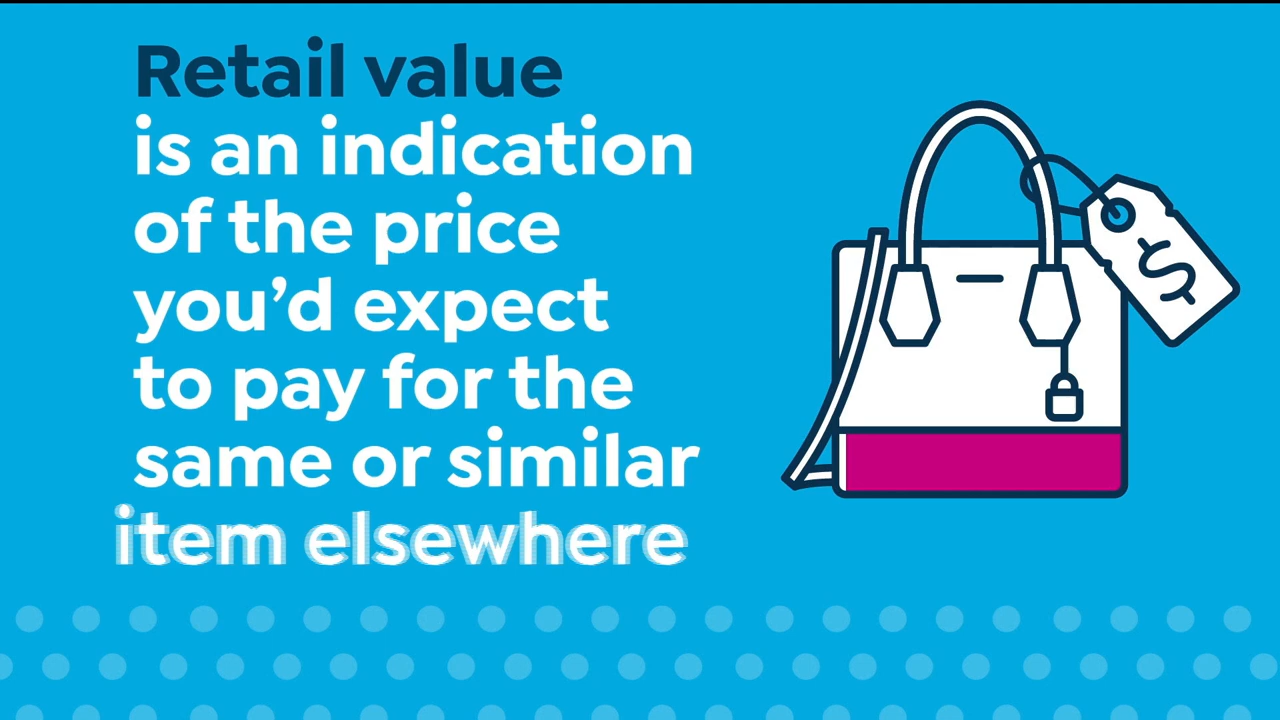 Retail value
is an indication
of the price
you’d expect
to pay for the
same or similar
item elsewhere
$